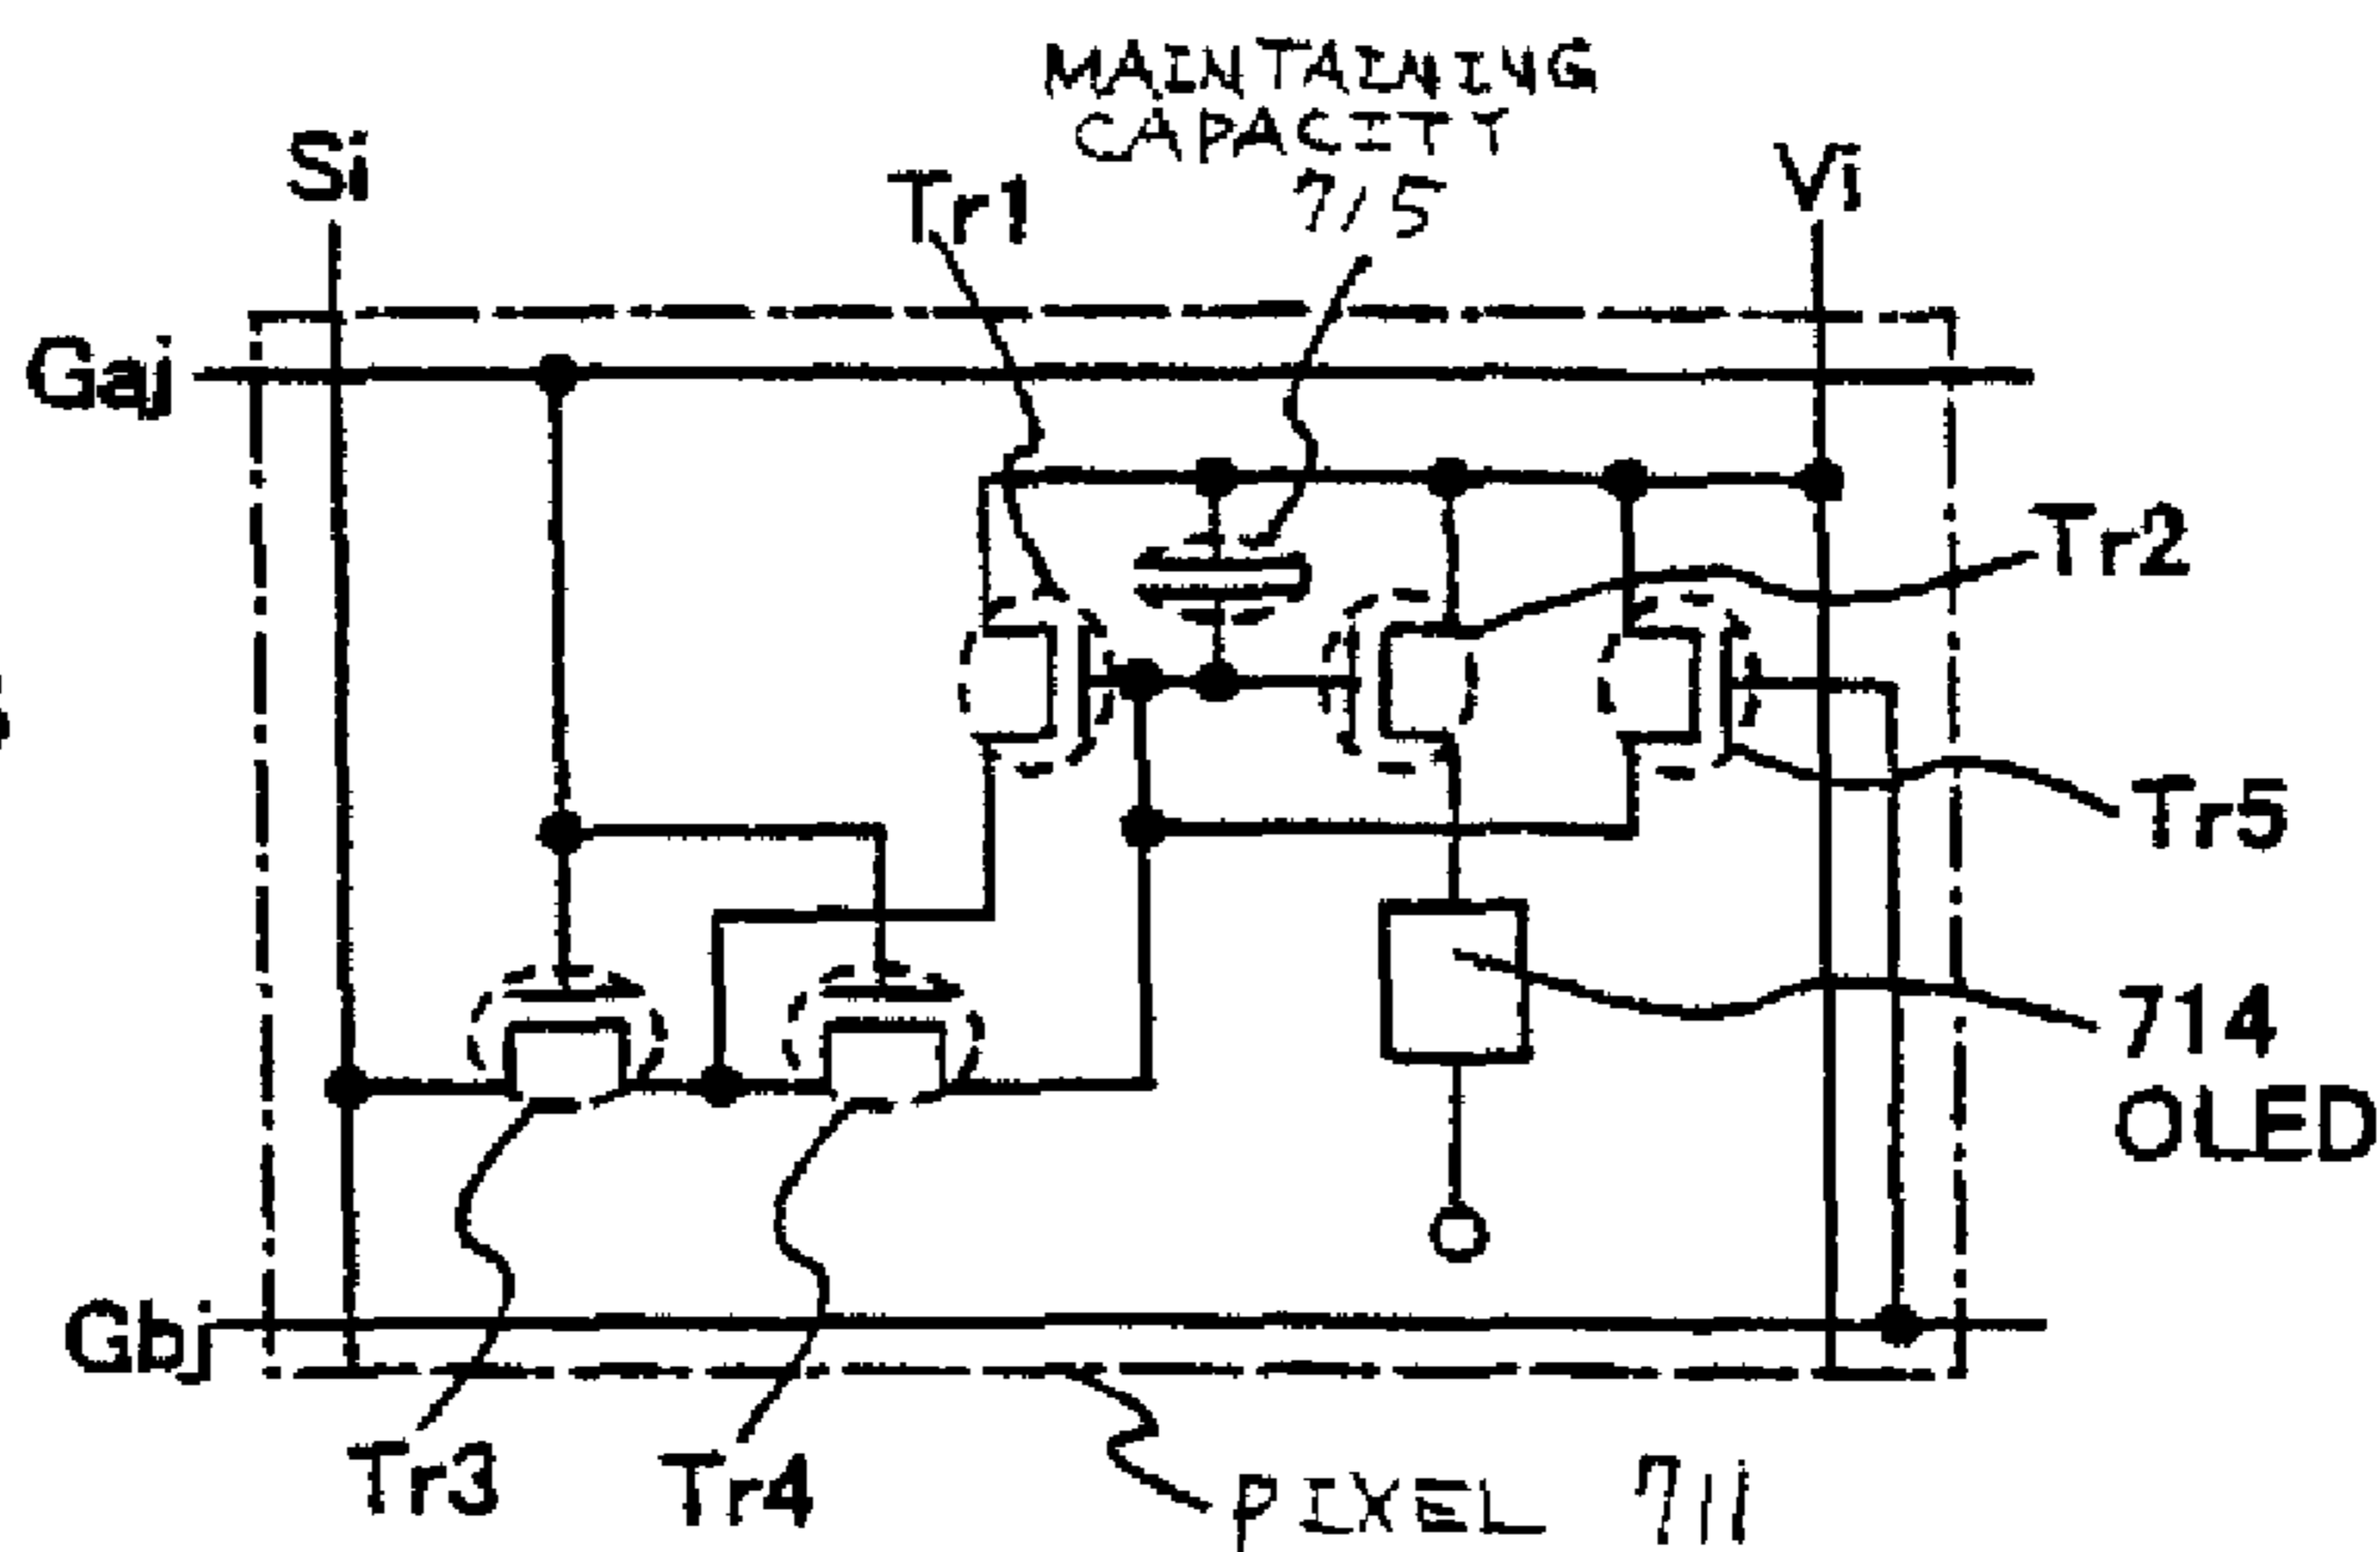 MAINTAINING
CAPACITY
715
Si
Tr1
Vi
Gaj
Tr2
Tr5
714
OLED
Gbj
Tr3
Tr4
PIXEL 711